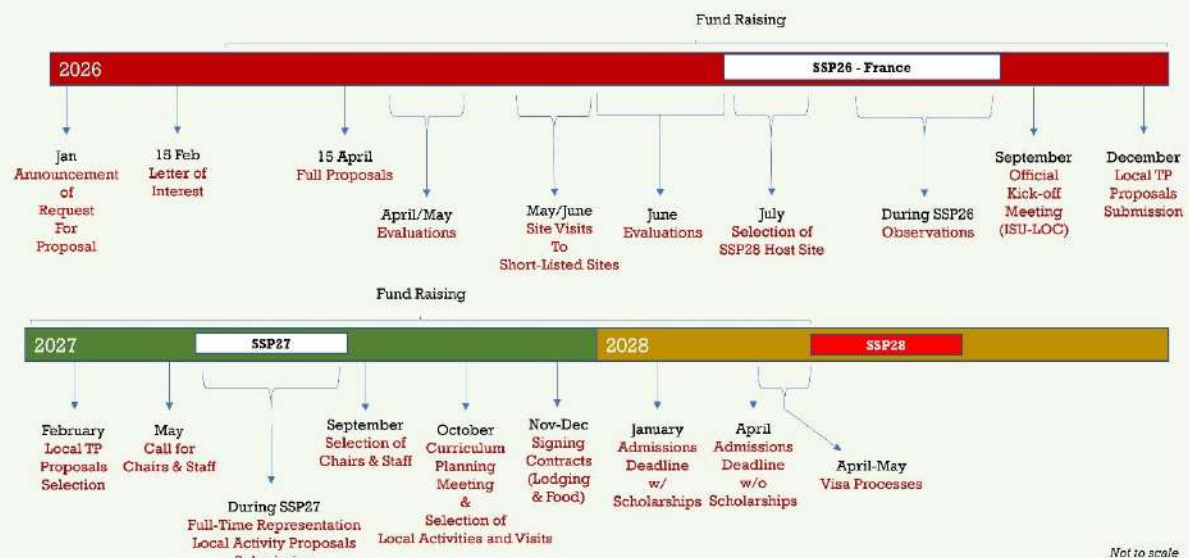 Fund Raising
2026
SSP26 - France
Jan
Announcement
of
Request
For
Proposal
15 Feb
Letter of
Interest
15 April
Full Proposals
April/May
Evaluations
May/June
Site Visits
To
Short-Listed Sites
June
Evaluations
July
Selection of
SSP28 Host Site
During SSP26
Observations
September
Official
Kick-off
Meeting
(ISU-LOC)
December
Local TP
Proposals
Submission
Fund Raising
2027
SSP27
2028
SSP28
February
Local TP
Proposals
Selection
May
Call for
Chairs & Staff
During SSP27
Full-Time Representation
Local Activity Proposals
September
Selection of
Chairs & Staff
October
Curriculum
Planning
Meeting
&
Selection of
Local Activities and Visits
Nov-Dec
Signing
Contracts
(Lodging
& Food)
January
Admissions
Deadline
w/
Scholarships
April
Admissions
Deadline
w/o
Scholarships
April-May
Visa Processes
Not to scale